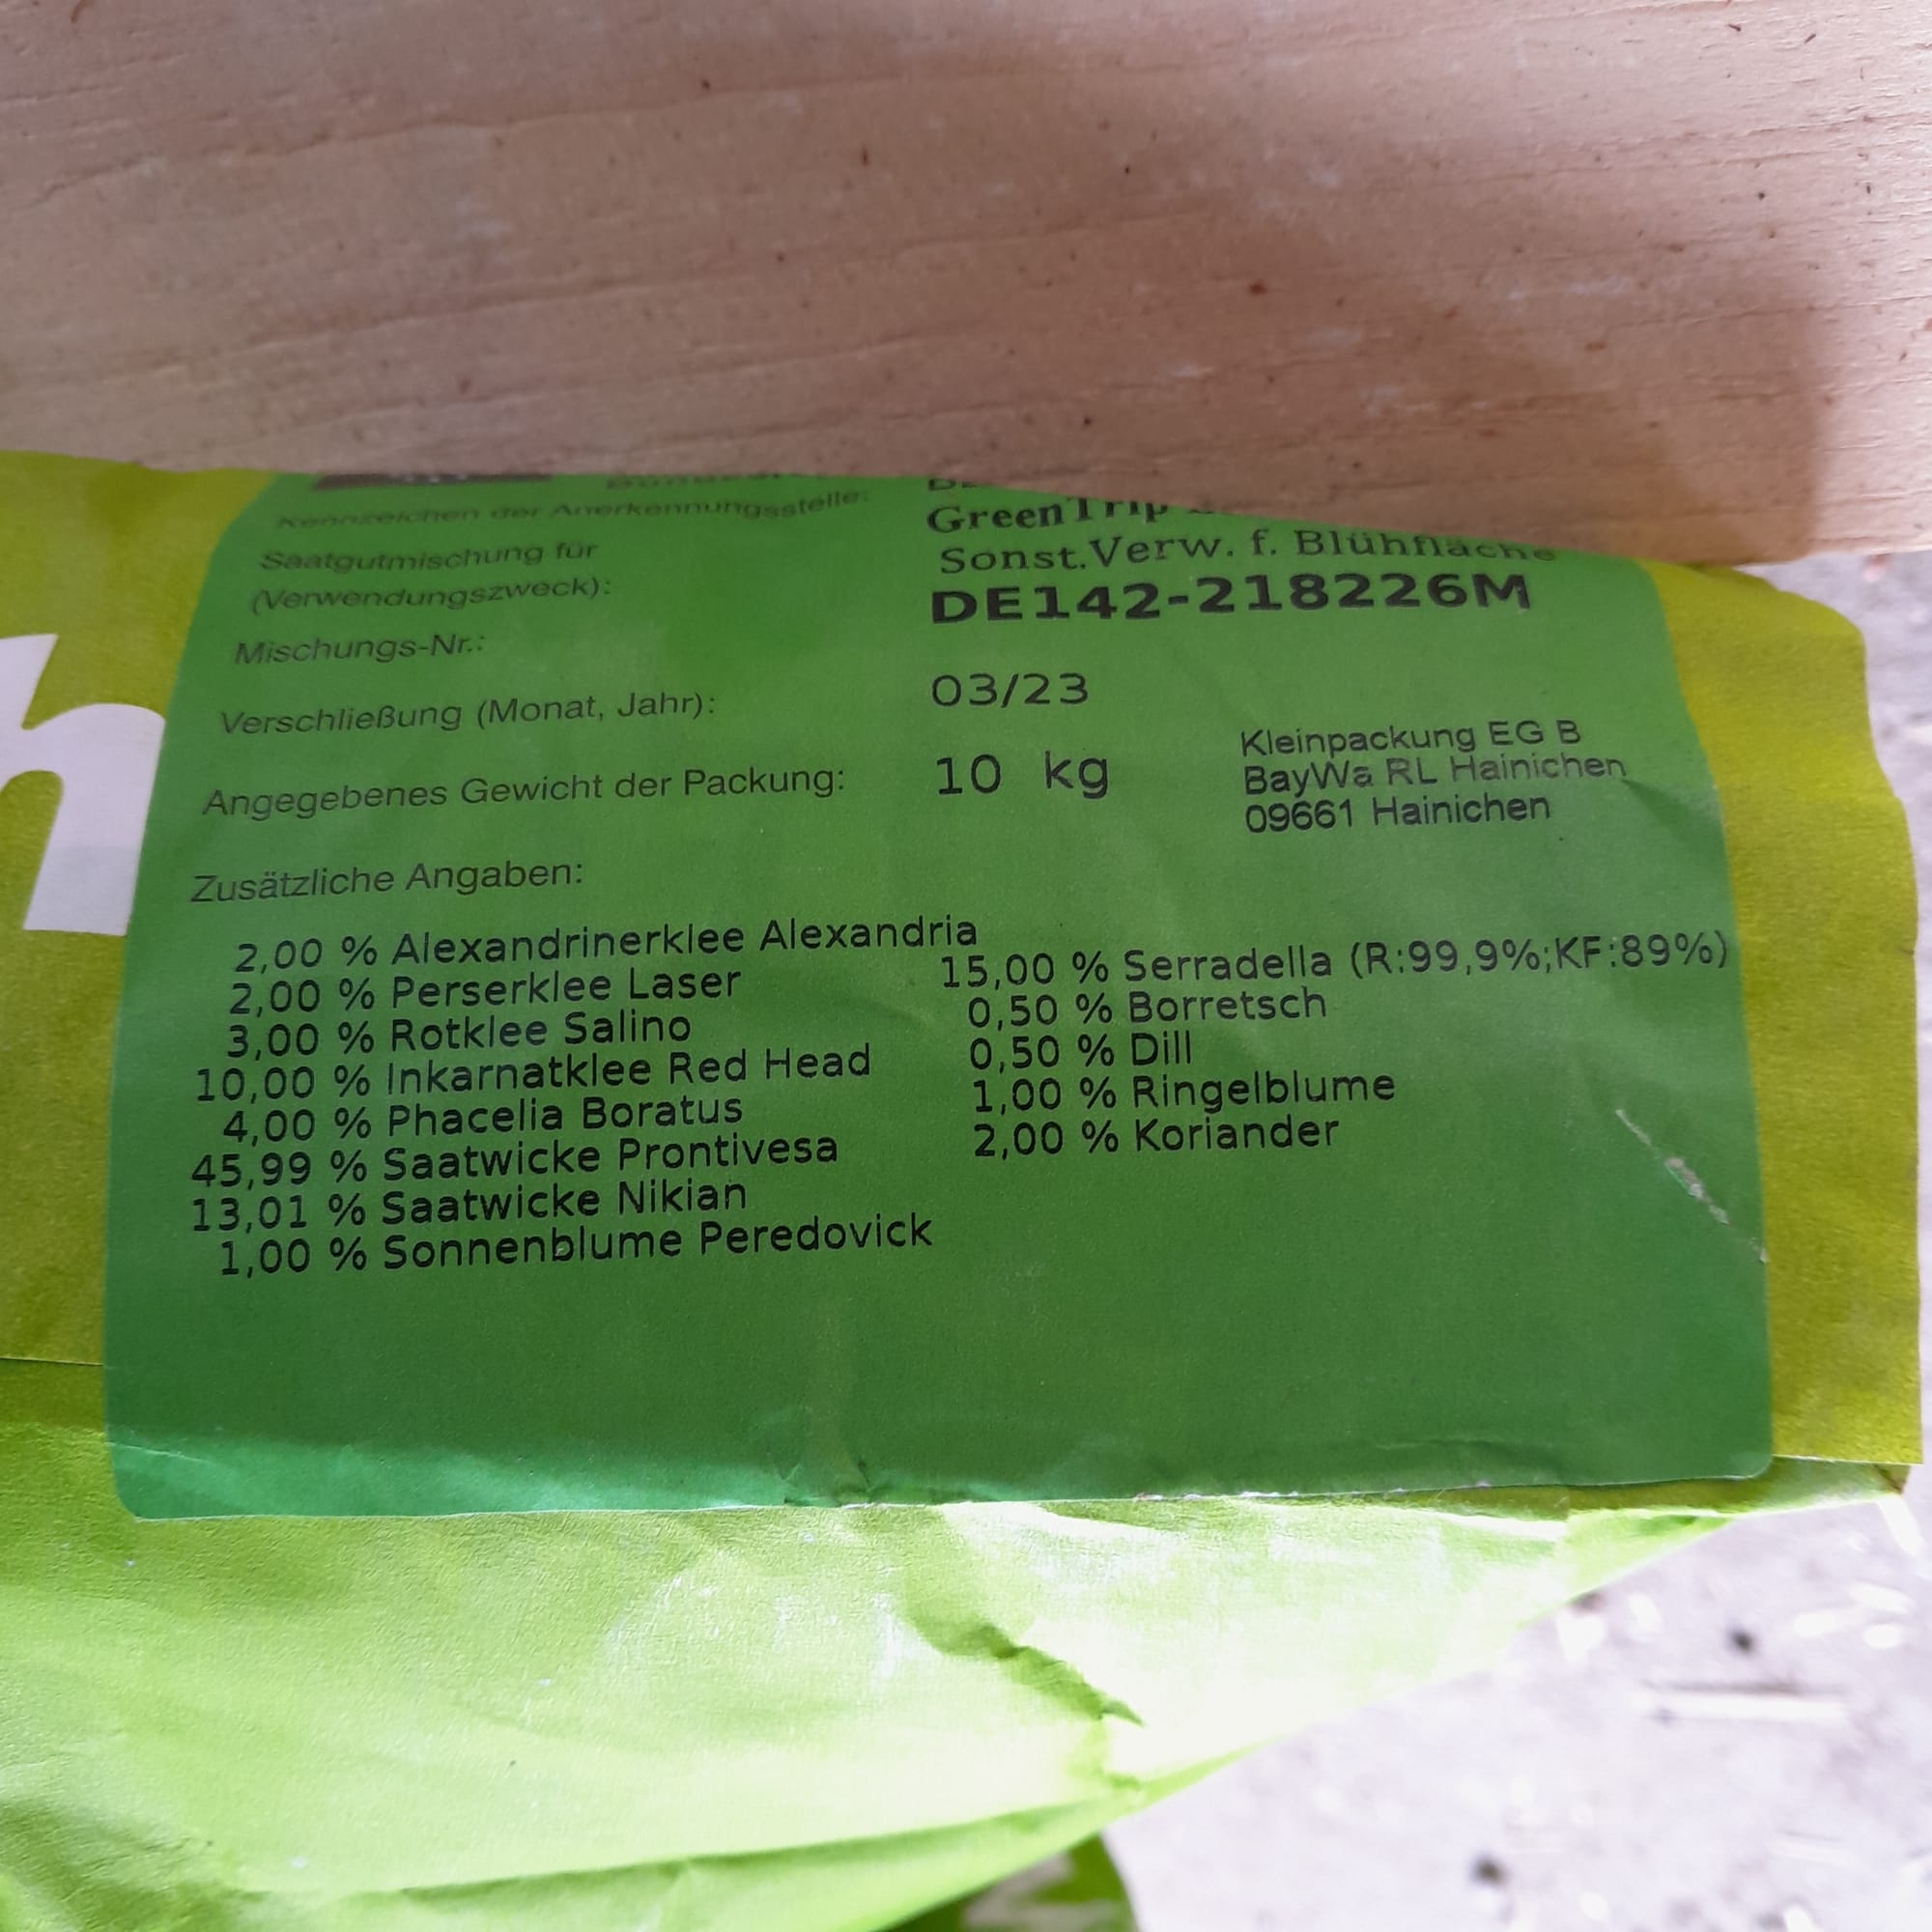 Kennzeichen der Anerkennungsstelle:
GreenTrip
Saatgutmischung für
(Verwendungszweck):
Sonst.Verw. f. Blühfläche
Mischungs-Nr.:
DE142-218226M
Verschließung (Monat, Jahr):
03/23
Angegebenes Gewicht der Packung:
10 kg
Kleinpackung EG B
BayWa RL Hainichen
09661 Hainichen
Zusätzliche Angaben:
2,00 % Alexandrinerklee Alexandria
2,00 % Perserklee Laser
3,00 % Rotklee Salino
10,00 % Inkarnatklee Red Head
4,00 % Phacelia Boratus
45,99 % Saatwicke Prontivesa
13,01 % Saatwicke Nikian
1,00 % Sonnenblume Peredovick
15,00 % Serradella (R:99,9%;KF:89%)
0,50 % Borretsch
0,50 % Dill
1,00 % Ringelblume
2,00 % Koriander
h